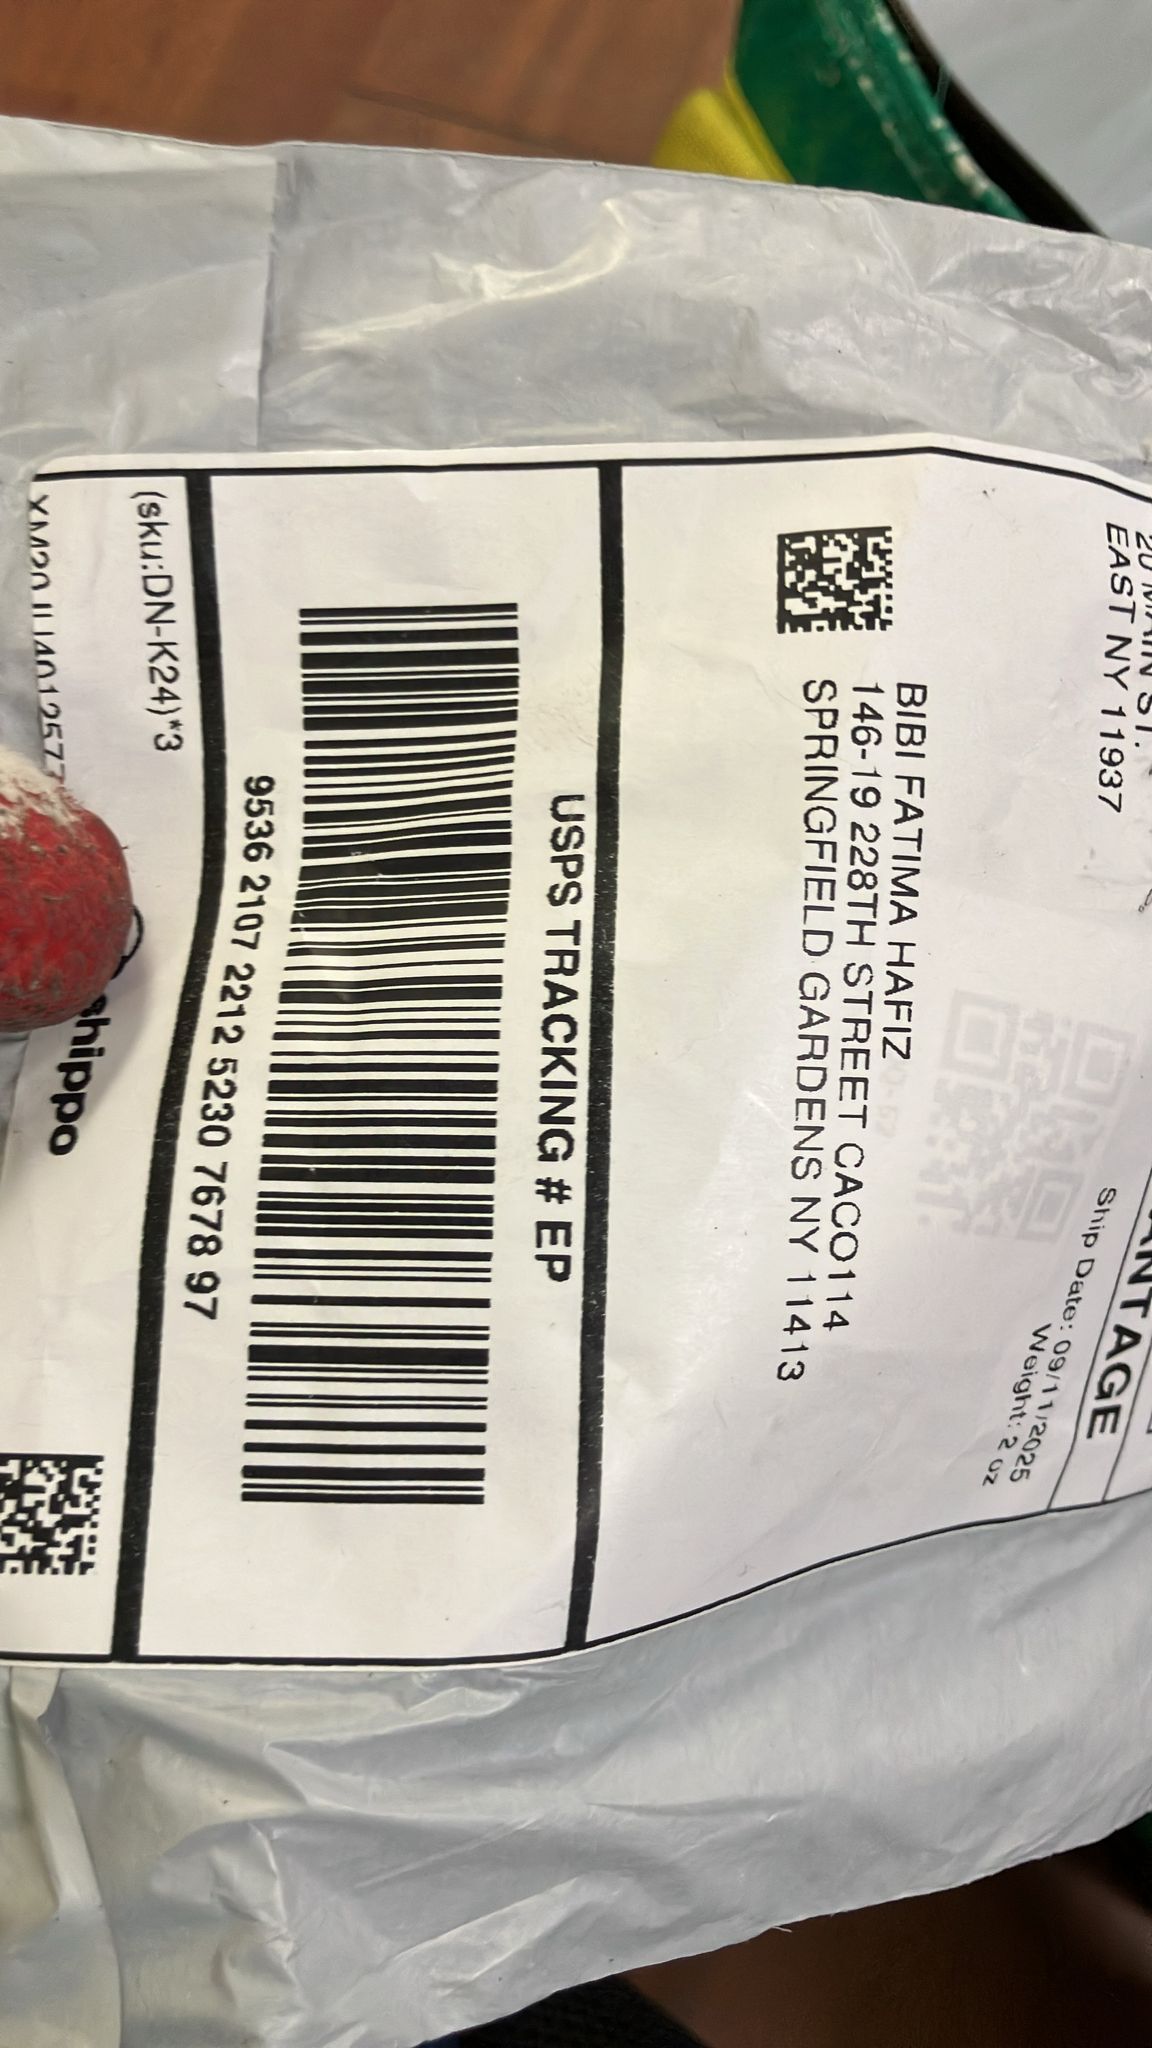 EAST NY 11937
ANTAGE
Ship Date: 09/11/2025
Weight: 2 oz
BIBI FATIMA HAFIZ
146-19 228TH STREET CACO114
SPRINGFIELD GARDENS NY 11413
USPS TRACKING # EP
9536 2107 2212 5230 7678 97
(sku:DN-K24)*3
shippo